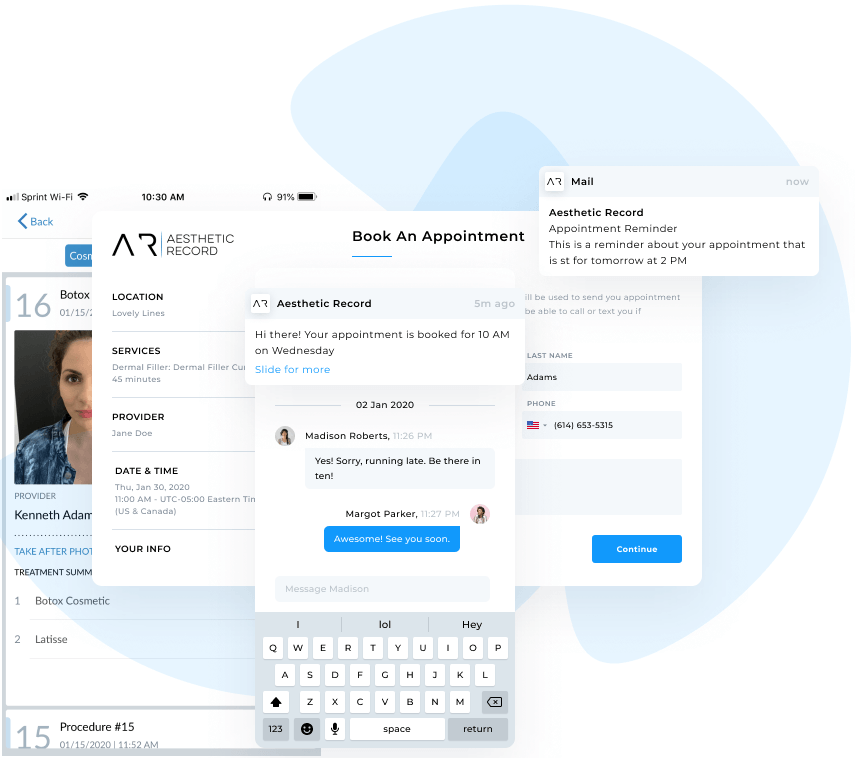 Sprint Wi-Fi
10:30 AM
91%
Back
16
Botox
01/15/2
PROVIDER
Kenneth Adam
TAKE AFTER PHOT
TREATMENT SUMM
1 Botox Cosmetic
2 Latisse
15
Procedure #15
01/15/2020 | 11:52 AM
AR
AESTHETIC
RECORD
LOCATION
Lovely Lines
SERVICES
Dermal Filler: Dermal Filler Cu
45 minutes
PROVIDER
Jane Doe
DATE & TIME
Thu, Jan 30, 2020
11:00 AM - UTC-05:00 Eastern Tim
(US & Canada)
YOUR INFO
Book An Appointment
AR Aesthetic Record 5m ago
Hi there! Your appointment is booked for 10 AM
on Wednesday
Slide for more
02 Jan 2020
Madison Roberts, 11:26 PM
Yes! Sorry, running late. Be there in
ten!
Margot Parker, 11:27 PM
Awesome! See you soon.
Message Madison
I lol Hey
Q W E R T Y U I O P
A S D F G H J K L
Z X C V B N M
123 space return
AR Mail now
Aesthetic Record
Appointment Reminder
This is a reminder about your appointment that
is st for tomorrow at 2 PM
ill be used to send you appointment
be able to call or text you if
LAST NAME
Adams
PHONE
(614) 653-5315
Continue